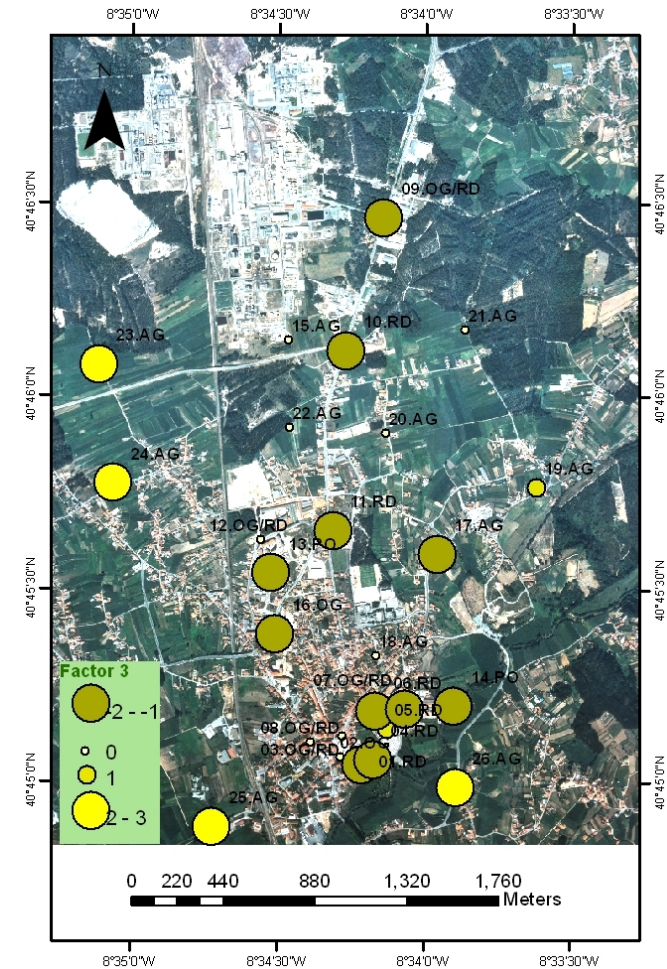 8°35'0"W 8°34'30"W 8°34'0"W 8°33'30"W
N
09.OG/RD
40°46'30"N 40°46'30"N
15.AG 10.RD 21.AG
23.AG
40°46'0"N 40°46'0"N
22.AG 20.AG
24.AG 19.AG
11.RD
12.OG/RD 17.AG
13.PO
40°45'30"N 40°45'30"N
16.OG
18.AG
Factor 3
07.OG/RD 06.RD 14.PO
-2 - -1
05.RD
08.OG/RD 04.RD
0
03.OG/RD 02.OG
01.RD 26.AG
1
40°45'0"N 40°45'0"N
25.AG
2 - 3
0 220 440 880 1,320 1,760
Meters
8°35'0"W 8°34'30"W 8°34'0"W 8°33'30"W